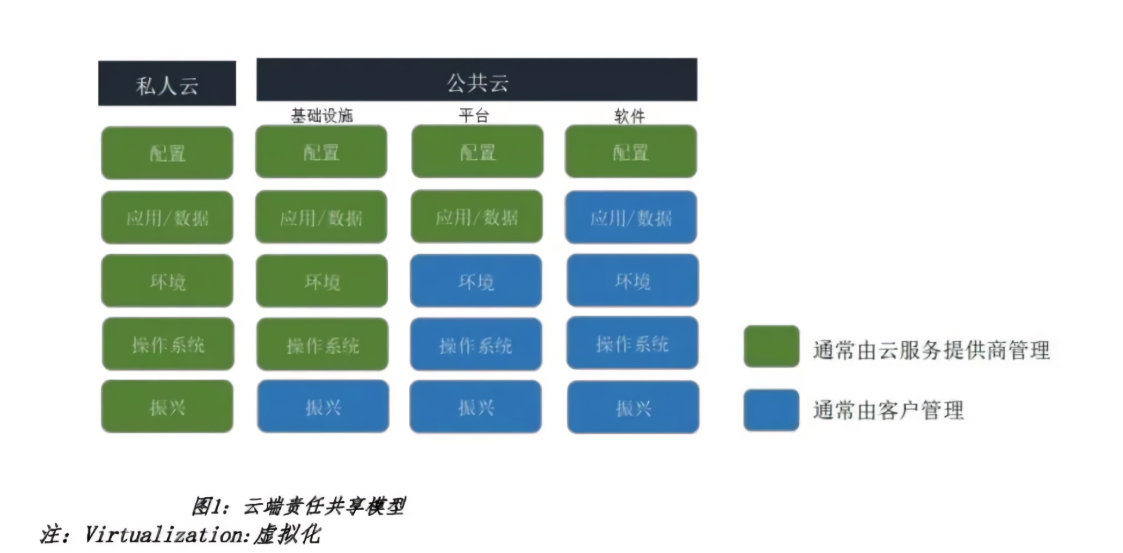 私人云 公共云
基础设施 平台 软件
配置 配置 配置 配置
应用/数据 应用/数据 应用/数据 应用/数据
环境 环境 环境 环境
操作系统 操作系统 操作系统 操作系统
振兴 振兴 振兴 振兴
通常由云服务提供商管理
通常由客户管理
图1：云端责任共享模型
注：Virtualization:虚拟化